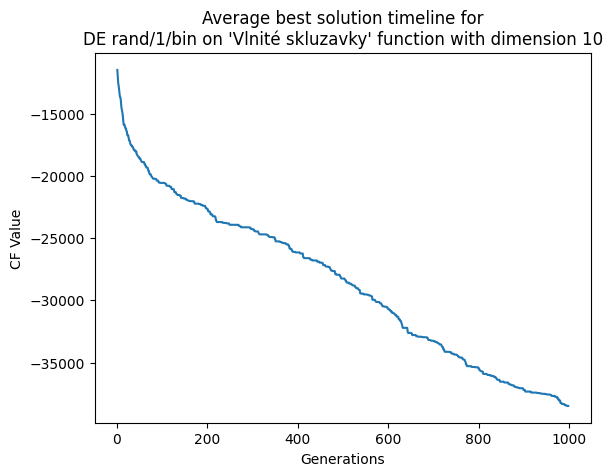 Average best solution timeline for
DE rand/1/bin on 'Vlnité skluzavky' function with dimension 10
−15000
−20000
−25000
−30000
−35000
CF Value
0 200 400 600 800 1000
Generations